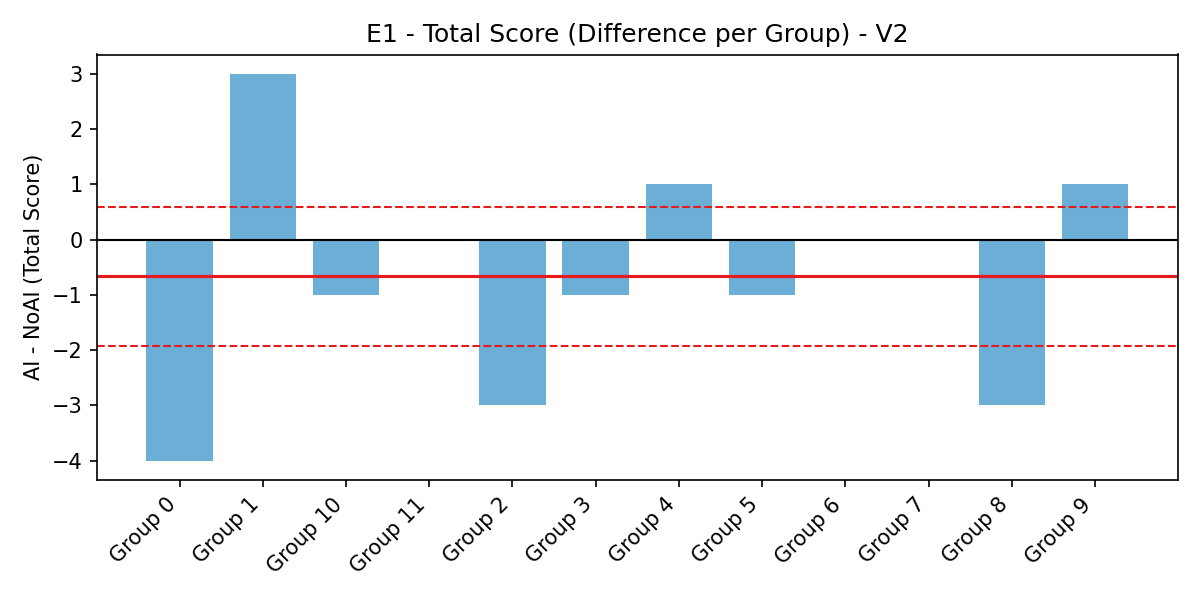 E1 - Total Score (Difference per Group) - V2
AI - NoAI (Total Score)
3
2
1
0
−1
−2
−3
−4
Group 0
Group 1
Group 10
Group 11
Group 2
Group 3
Group 4
Group 5
Group 6
Group 7
Group 8
Group 9